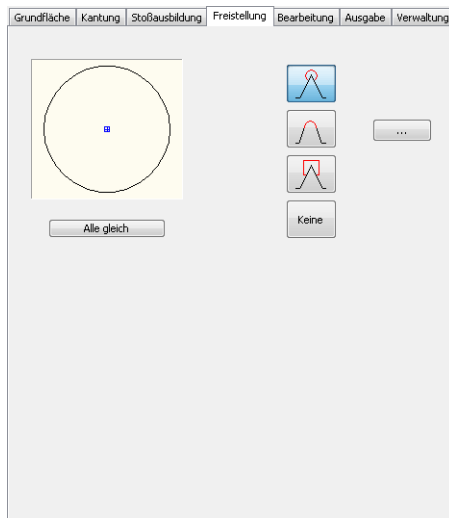 Grundfläche Kantung Stoßausbildung Freistellung Bearbeitung Ausgabe Verwaltung
...
Alle gleich
Keine